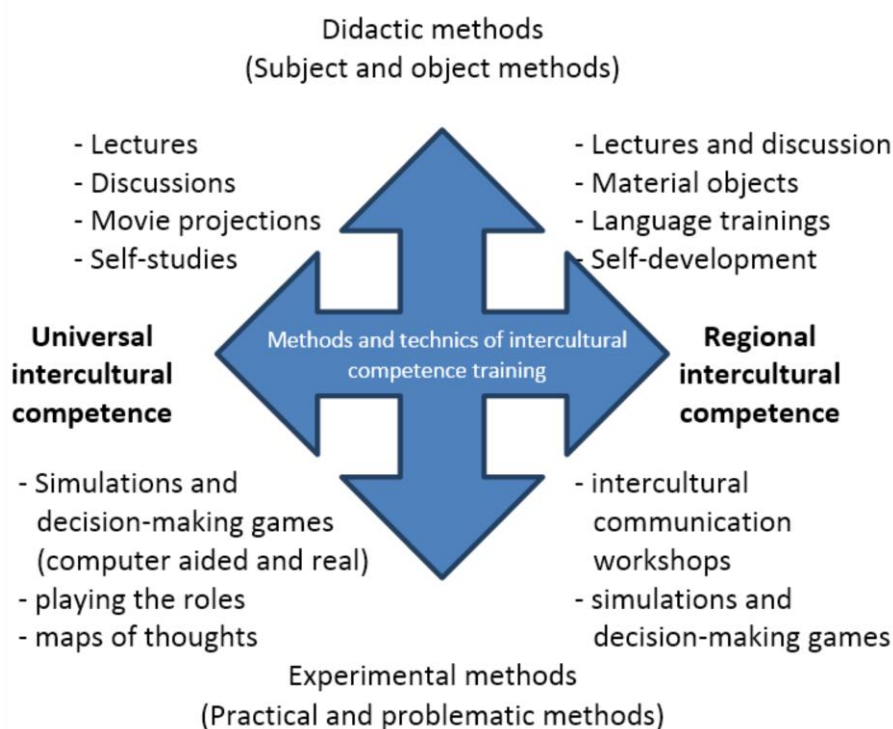 Didactic methods
(Subject and object methods)
- Lectures
- Discussions
- Movie projections
- Self-studies
- Lectures and discussion
- Material objects
- Language trainings
- Self-development
Universal
intercultural
competence
Methods and technics of intercultural
competence training
Regional
intercultural
competence
- Simulations and
decision-making games
(computer aided and real)
- playing the roles
- maps of thoughts
- intercultural
communication
workshops
- simulations and
decision-making games
Experimental methods
(Practical and problematic methods)